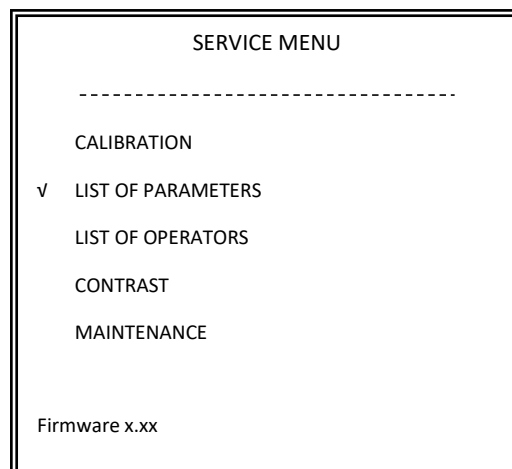 SERVICE MENU
----------------------------------
CALIBRATION
√ LIST OF PARAMETERS
LIST OF OPERATORS
CONTRAST
MAINTENANCE
Firmware x.xx